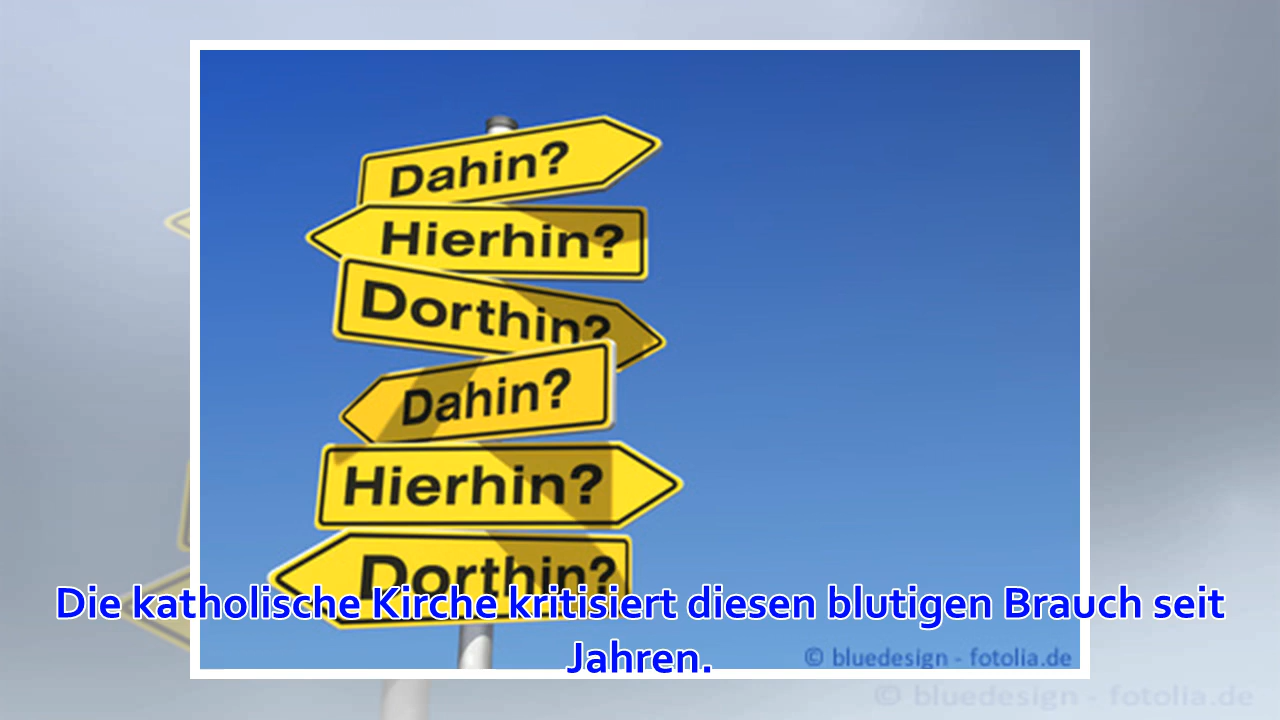 Dahin?
Hierhin?
Dorthin?
Dahin?
Hierhin?
Dorthin?
Die katholische Kirche kritisiert diesen blutigen Brauch seit
Jahren.
© bluedesign - fotolia.de
© bluedesign - fotolia.de